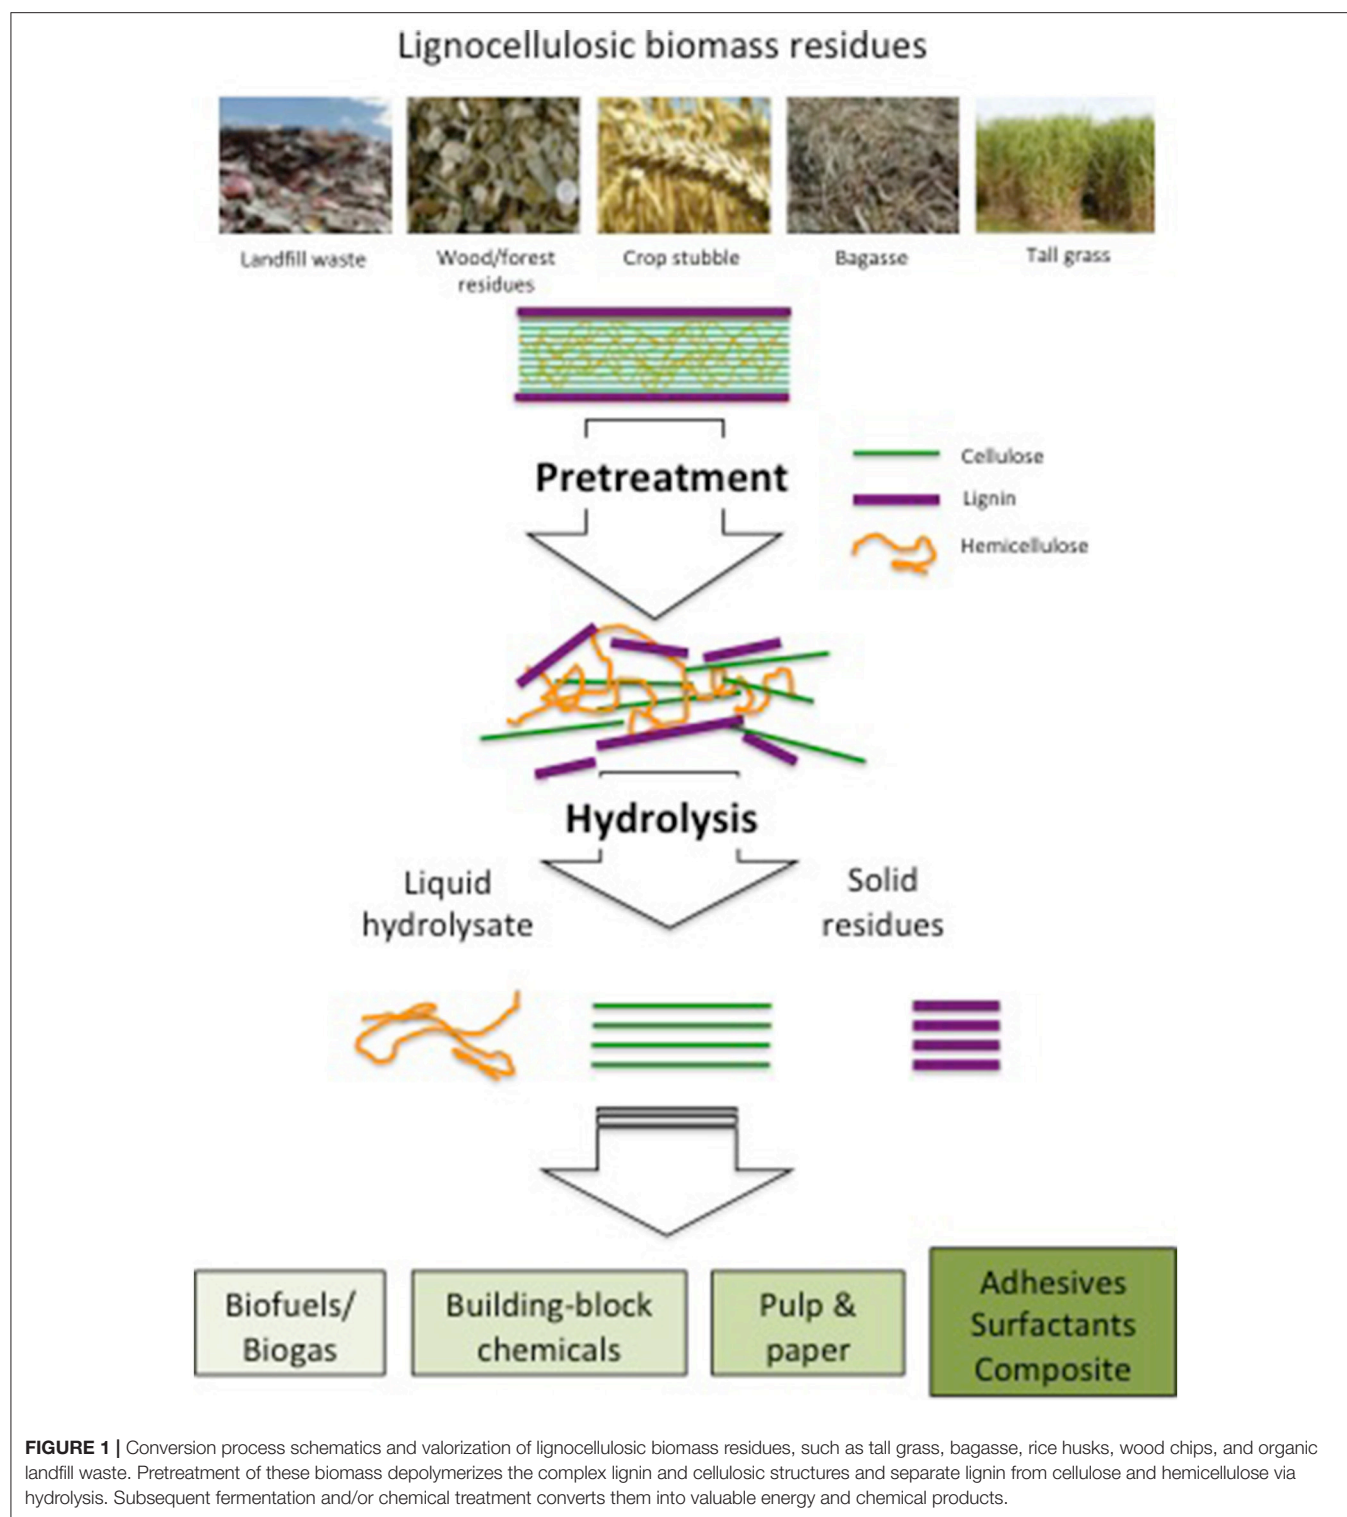 Lignocellulosic biomass residues
Landfill waste
Wood/forest
residues
Crop stubble
Bagasse
Tall grass
Pretreatment
Cellulose
Lignin
Hemicellulose
Hydrolysis
Liquid
hydrolysate
Solid
residues
Biofuels/
Biogas
Building-block
chemicals
Pulp &
paper
Adhesives
Surfactants
Composite
FIGURE 1 | Conversion process schematics and valorization of lignocellulosic biomass residues, such as tall grass, bagasse, rice husks, wood chips, and organic
landfill waste. Pretreatment of these biomass depolymerizes the complex lignin and cellulosic structures and separate lignin from cellulose and hemicellulose via
hydrolysis. Subsequent fermentation and/or chemical treatment converts them into valuable energy and chemical products.